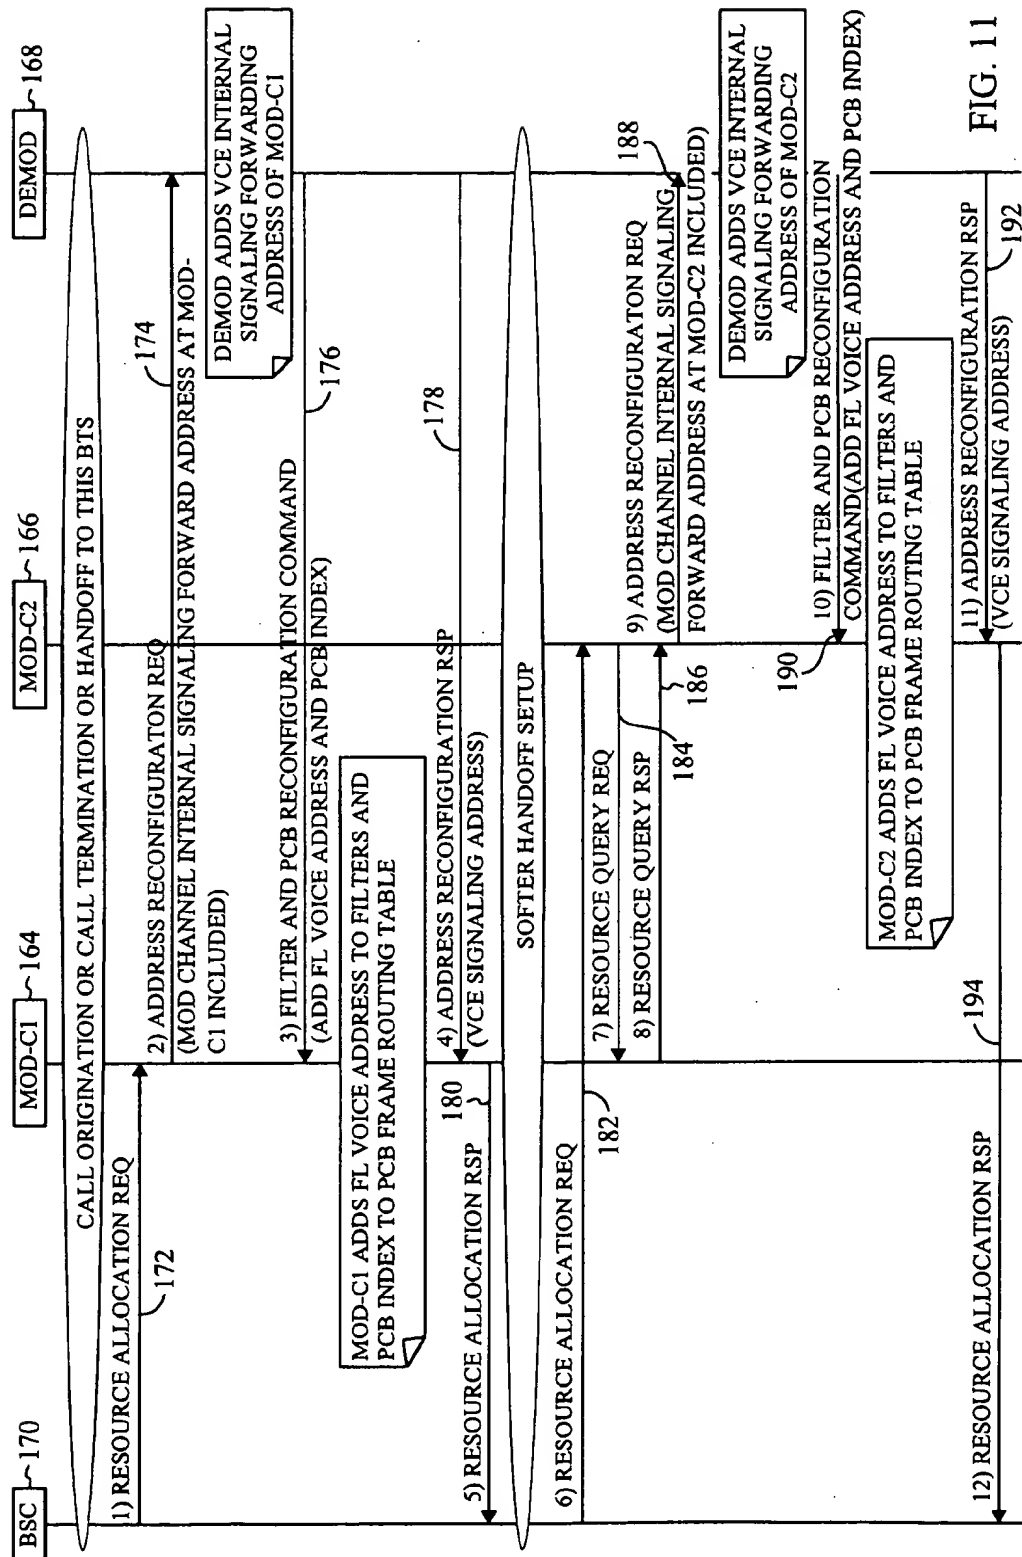 BSC 170
MOD-C1 164
MOD-C2 166
DEMOD 168
CALL ORIGINATION OR CALL TERMINATION OR HANDOFF TO THIS BTS
1) RESOURCE ALLOCATION REQ
172
2) ADDRESS RECONFIGURATON REQ
(MOD CHANNEL INTERNAL SIGNALING FORWARD ADDRESS AT MOD-
C1 INCLUDED)
174
DEMOD ADDS VCE INTERNAL
SIGNALING FORWARDING
ADDRESS OF MOD-C1
3) FILTER AND PCB RECONFIGURATION COMMAND
(ADD FL VOICE ADDRESS AND PCB INDEX)
176
MOD-C1 ADDS FL VOICE ADDRESS TO FILTERS AND
PCB INDEX TO PCB FRAME ROUTING TABLE
4) ADDRESS RECONFIGURATION RSP
(VCE SIGNALING ADDRESS)
178
5) RESOURCE ALLOCATION RSP
180
SOFTER HANDOFF SETUP
6) RESOURCE ALLOCATION REQ
182
7) RESOURCE QUERY REQ
184
8) RESOURCE QUERY RSP
186
9) ADDRESS RECONFIGURATON REQ
(MOD CHANNEL INTERNAL SIGNALING
FORWARD ADDRESS AT MOD-C2 INCLUDED)
188
DEMOD ADDS VCE INTERNAL
SIGNALING FORWARDING
ADDRESS OF MOD-C2
10) FILTER AND PCB RECONFIGURATION
COMMAND(ADD FL VOICE ADDRESS AND PCB INDEX)
190
MOD-C2 ADDS FL VOICE ADDRESS TO FILTERS AND
PCB INDEX TO PCB FRAME ROUTING TABLE
11) ADDRESS RECONFIGURATION RSP
(VCE SIGNALING ADDRESS)
192
12) RESOURCE ALLOCATION RSP
194
FIG. 11